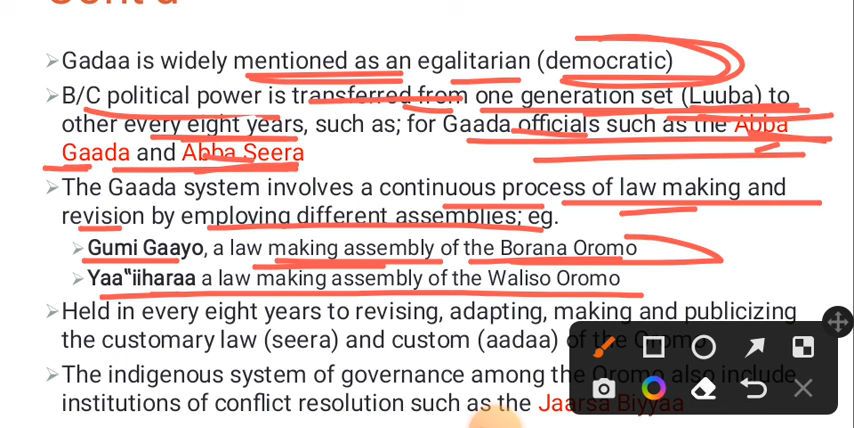 ➢Gadaa is widely mentioned as an egalitarian (democratic)
➢B/C political power is transferred from one generation set (Luuba) to
other every eight years, such as; for Gaada officials such as the Abba
Gaada and Abba Seera
➢The Gaada system involves a continuous process of law making and
revision by employing different assemblies; eg.
➢Gumi Gaayo, a law making assembly of the Borana Oromo
➢Yaa‟iiharaa a law making assembly of the Waliso Oromo
➢Held in every eight years to revising, adapting, making and publicizing
the customary law (seera) and custom (aadaa) of the Oromo
➢The indigenous system of governance among the Oromo also include
institutions of conflict resolution such as the Jaarsa Biyyaa